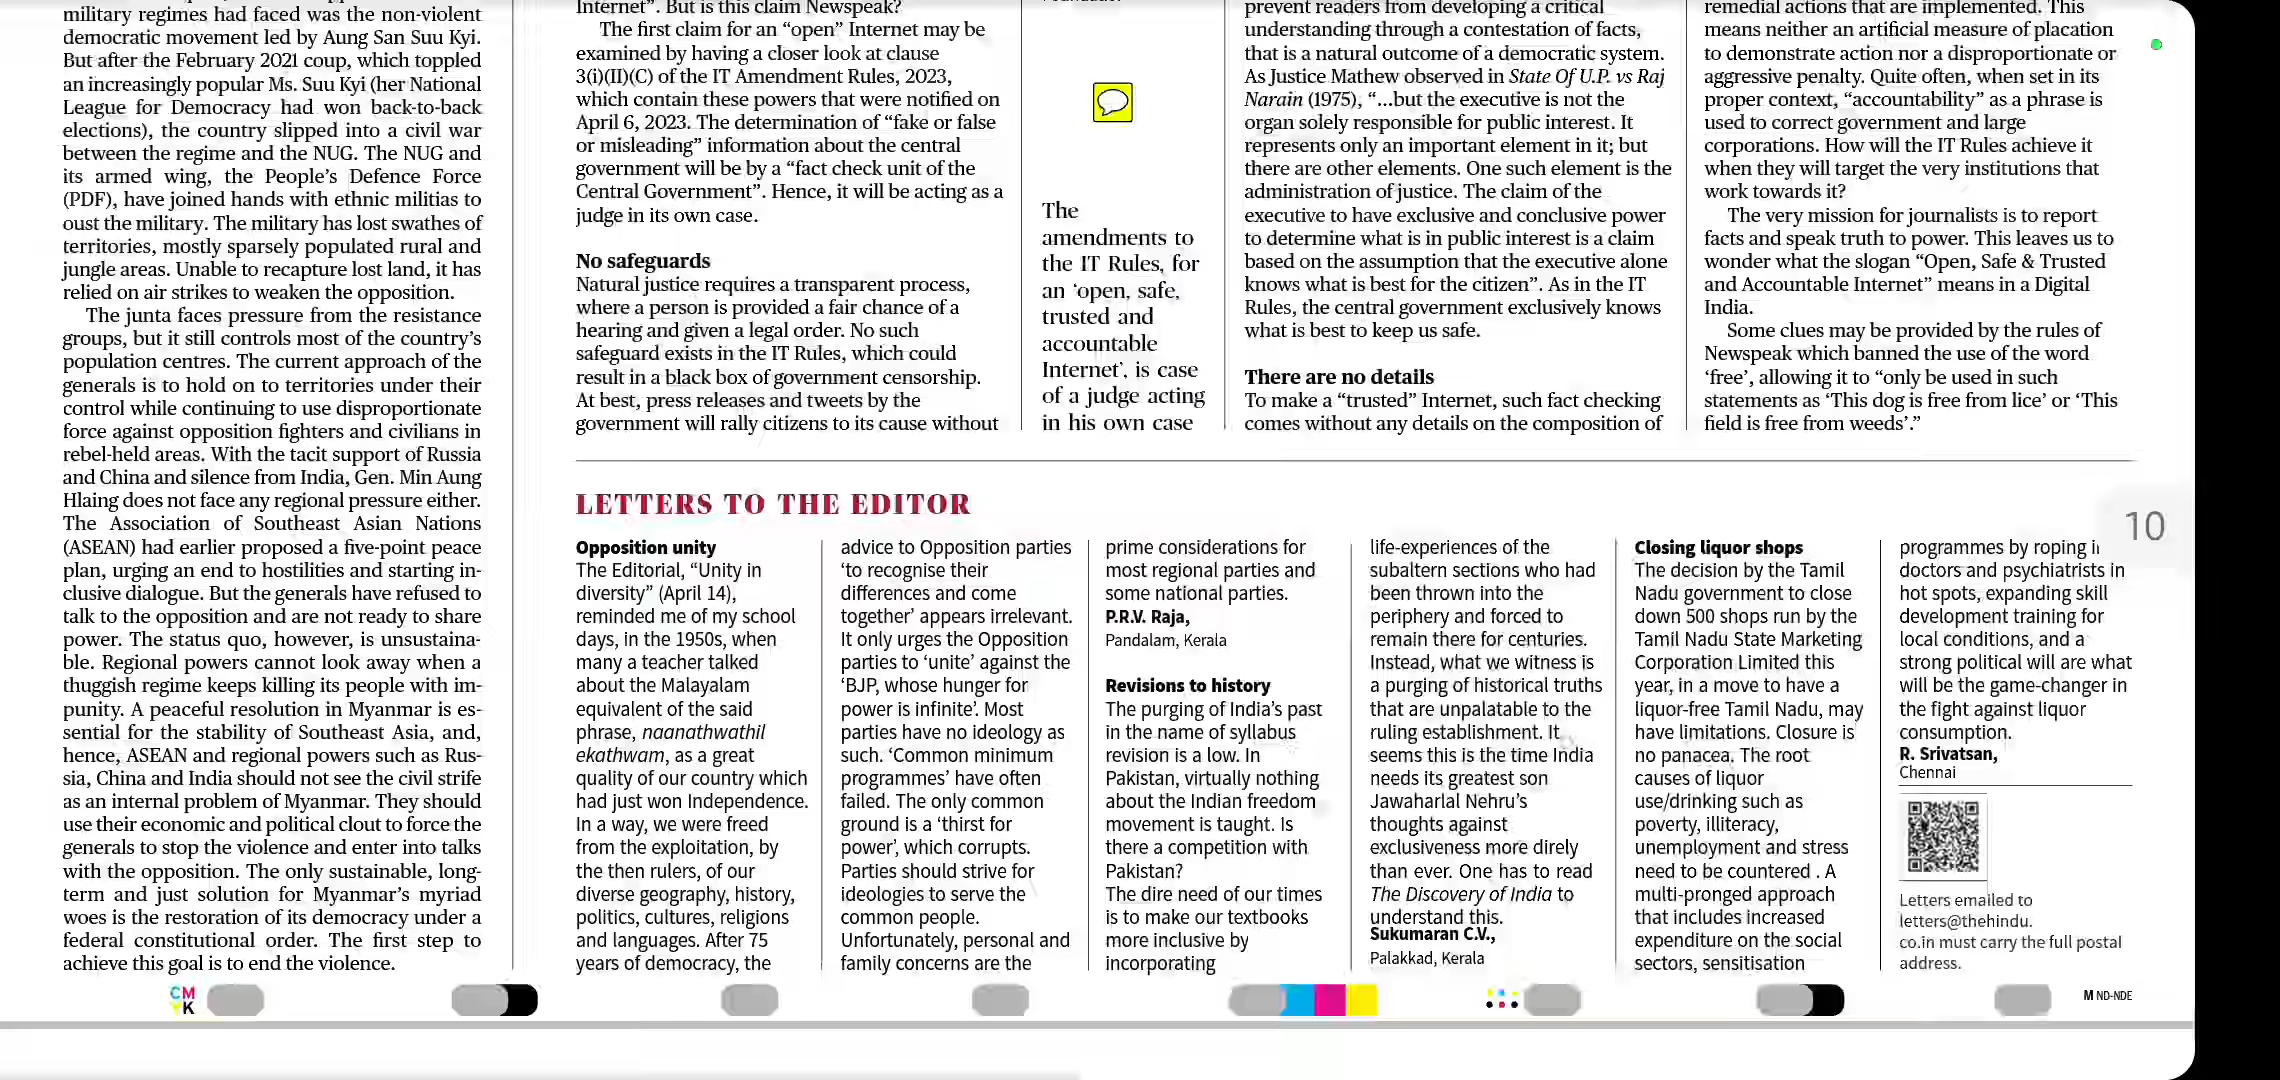 military regimes had faced was the non-violent
democratic movement led by Aung San Suu Kyi.
But after the February 2021 coup, which toppled
an increasingly popular Ms. Suu Kyi (her National
League for Democracy had won back-to-back
elections), the country slipped into a civil war
between the regime and the NUG. The NUG and
its armed wing, the People’s Defence Force
(PDF), have joined hands with ethnic militias to
oust the military. The military has lost swathes of
territories, mostly sparsely populated rural and
jungle areas. Unable to recapture lost land, it has
relied on air strikes to weaken the opposition.
The junta faces pressure from the resistance
groups, but it still controls most of the country’s
population centres. The current approach of the
generals is to hold on to territories under their
control while continuing to use disproportionate
force against opposition fighters and civilians in
rebel-held areas. With the tacit support of Russia
and China and silence from India, Gen. Min Aung
Hlaing does not face any regional pressure either.
The Association of Southeast Asian Nations
(ASEAN) had earlier proposed a five-point peace
plan, urging an end to hostilities and starting in-
clusive dialogue. But the generals have refused to
talk to the opposition and are not ready to share
power. The status quo, however, is unsustaina-
ble. Regional powers cannot look away when a
thuggish regime keeps killing its people with im-
punity. A peaceful resolution in Myanmar is es-
sential for the stability of Southeast Asia, and,
hence, ASEAN and regional powers such as Rus-
sia, China and India should not see the civil strife
as an internal problem of Myanmar. They should
use their economic and political clout to force the
generals to stop the violence and enter into talks
with the opposition. The only sustainable, long-
term and just solution for Myanmar’s myriad
woes is the restoration of its democracy under a
federal constitutional order. The first step to
achieve this goal is to end the violence.
Internet”. But is this claim Newspeak?
The first claim for an “open” Internet may be
examined by having a closer look at clause
3(i)(II)(C) of the IT Amendment Rules, 2023,
which contain these powers that were notified on
April 6, 2023. The determination of “fake or false
or misleading” information about the central
government will be by a “fact check unit of the
Central Government”. Hence, it will be acting as a
judge in its own case.
No safeguards
Natural justice requires a transparent process,
where a person is provided a fair chance of a
hearing and given a legal order. No such
safeguard exists in the IT Rules, which could
result in a black box of government censorship.
At best, press releases and tweets by the
government will rally citizens to its cause without
The
amendments to
the IT Rules, for
an ‘open, safe,
trusted and
accountable
Internet’, is case
of a judge acting
in his own case
prevent readers from developing a critical
understanding through a contestation of facts,
that is a natural outcome of a democratic system.
As Justice Mathew observed in State Of U.P. vs Raj
Narain (1975), “...but the executive is not the
organ solely responsible for public interest. It
represents only an important element in it; but
there are other elements. One such element is the
administration of justice. The claim of the
executive to have exclusive and conclusive power
to determine what is in public interest is a claim
based on the assumption that the executive alone
knows what is best for the citizen”. As in the IT
Rules, the central government exclusively knows
what is best to keep us safe.
There are no details
To make a “trusted” Internet, such fact checking
comes without any details on the composition of
remedial actions that are implemented. This
means neither an artificial measure of placation
to demonstrate action nor a disproportionate or
aggressive penalty. Quite often, when set in its
proper context, “accountability” as a phrase is
used to correct government and large
corporations. How will the IT Rules achieve it
when they will target the very institutions that
work towards it?
The very mission for journalists is to report
facts and speak truth to power. This leaves us to
wonder what the slogan “Open, Safe & Trusted
and Accountable Internet” means in a Digital
India.
Some clues may be provided by the rules of
Newspeak which banned the use of the word
‘free’, allowing it to “only be used in such
statements as ‘This dog is free from lice’ or ‘This
field is free from weeds’.”
LETTERS TO THE EDITOR
Opposition unity
The Editorial, “Unity in
diversity” (April 14),
reminded me of my school
days, in the 1950s, when
many a teacher talked
about the Malayalam
equivalent of the said
phrase, naanathwathil
ekathwam, as a great
quality of our country which
had just won Independence.
In a way, we were freed
from the exploitation, by
the then rulers, of our
diverse geography, history,
politics, cultures, religions
and languages. After 75
years of democracy, the
advice to Opposition parties
‘to recognise their
differences and come
together’ appears irrelevant.
It only urges the Opposition
parties to ‘unite’ against the
‘BJP, whose hunger for
power is infinite’. Most
parties have no ideology as
such. ‘Common minimum
programmes’ have often
failed. The only common
ground is a ‘thirst for
power’, which corrupts.
Parties should strive for
ideologies to serve the
common people.
Unfortunately, personal and
family concerns are the
prime considerations for
most regional parties and
some national parties.
P.R.V. Raja,
Pandalam, Kerala
Revisions to history
The purging of India’s past
in the name of syllabus
revision is a low. In
Pakistan, virtually nothing
about the Indian freedom
movement is taught. Is
there a competition with
Pakistan?
The dire need of our times
is to make our textbooks
more inclusive by
incorporating
life-experiences of the
subaltern sections who had
been thrown into the
periphery and forced to
remain there for centuries.
Instead, what we witness is
a purging of historical truths
that are unpalatable to the
ruling establishment. It
seems this is the time India
needs its greatest son
Jawaharlal Nehru’s
thoughts against
exclusiveness more direly
than ever. One has to read
The Discovery of India to
understand this.
Sukumaran C.V.,
Palakkad, Kerala
Closing liquor shops
The decision by the Tamil
Nadu government to close
down 500 shops run by the
Tamil Nadu State Marketing
Corporation Limited this
year, in a move to have a
liquor-free Tamil Nadu, may
have limitations. Closure is
no panacea. The root
causes of liquor
use/drinking such as
poverty, illiteracy,
unemployment and stress
need to be countered . A
multi-pronged approach
that includes increased
expenditure on the social
sectors, sensitisation
programmes by roping
doctors and psychiatrists in
hot spots, expanding skill
development training for
local conditions, and a
strong political will are what
will be the game-changer in
the fight against liquor
consumption.
R. Srivatsan,
Chennai
Letters emailed to
letters@thehindu.
co.in must carry the full postal
address.
10
CM
YK
M ND-NDE